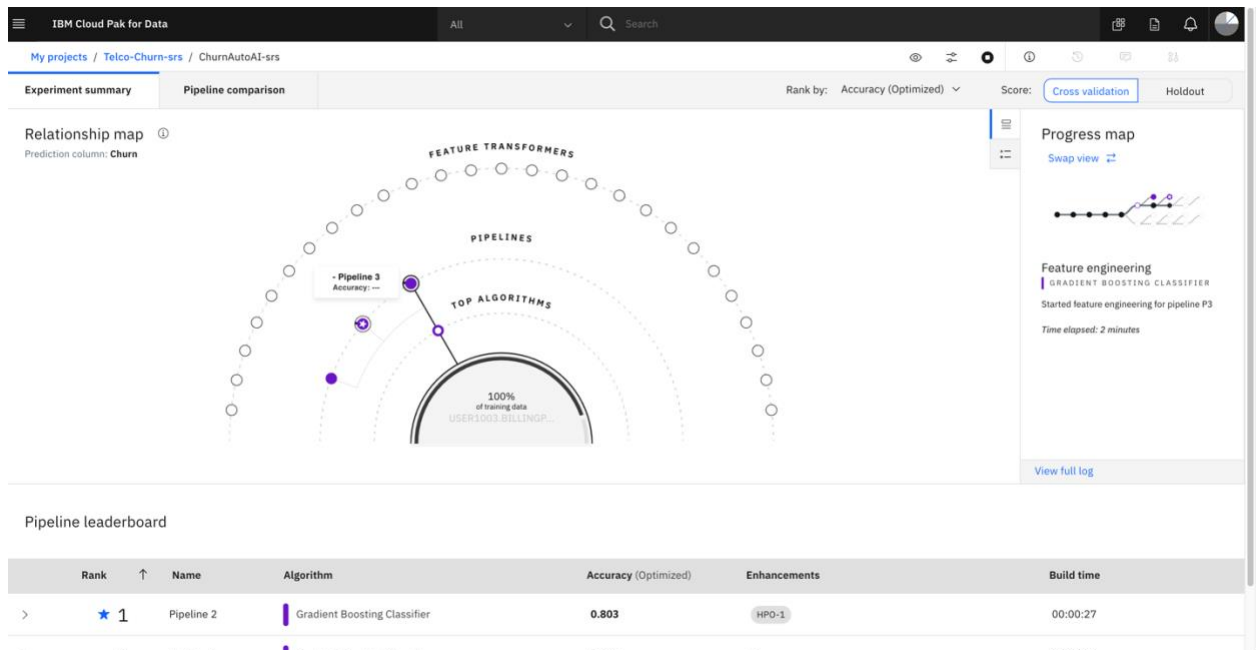 IBM Cloud Pak for Data
All
Search
My projects / Telco-Churn-srs / ChurnAutoAI-srs
Experiment summary
Pipeline comparison
Rank by: Accuracy (Optimized)
Score: Cross validation Holdout
Relationship map
Prediction column: Churn
FEATURE TRANSFORMERS
PIPELINES
- Pipeline 3
Accuracy: —
TOP ALGORITHMS
100%
of training data
USER1003.BILLINGP...
Progress map
Swap view
Feature engineering
GRADIENT BOOSTING CLASSIFIER
Started feature engineering for pipeline P3
Time elapsed: 2 minutes
View full log
Pipeline leaderboard
Rank Name Algorithm Accuracy (Optimized) Enhancements Build time
1 Pipeline 2 Gradient Boosting Classifier 0.803 HPO-1 00:00:27